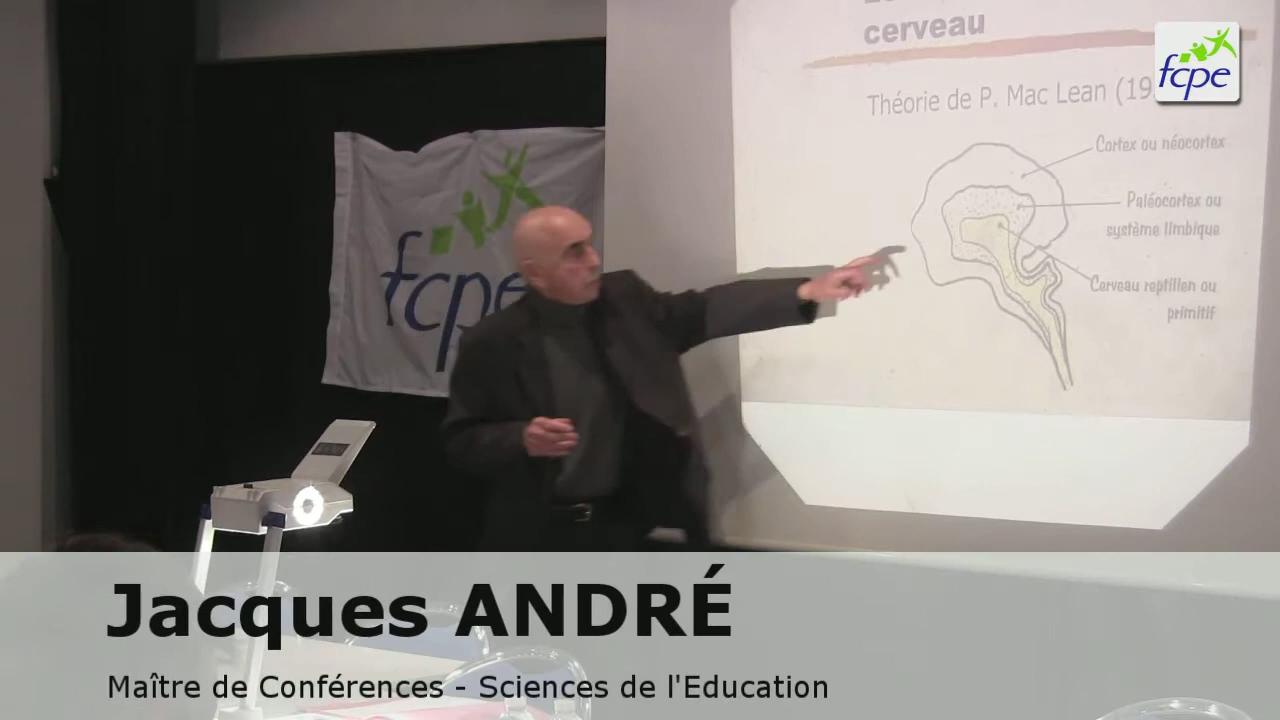 cerveau
fcpe
Théorie de P. Mac Lean (19
Cortex ou néocortex
Paléocortex ou
système limbique
Cerveau reptilien ou
primitif
fcpe
Jacques ANDRÉ
Maître de Conférences - Sciences de l'Education